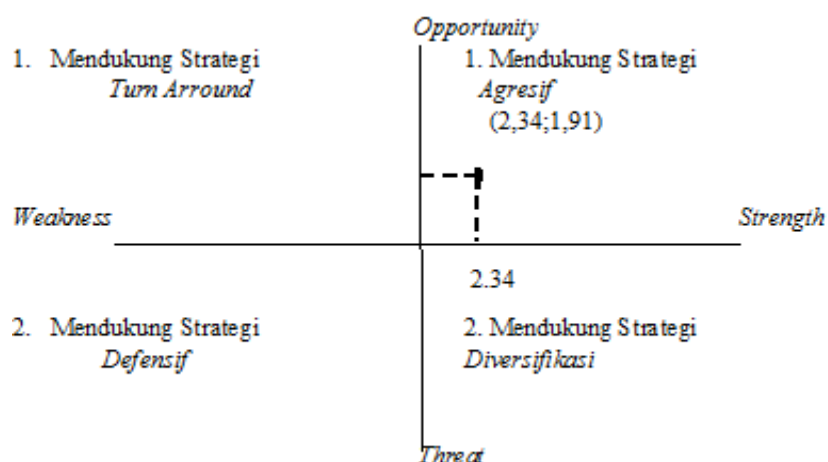 Opportunity
1. Mendukung Strategi
Turn Arround
1. Mendukung Strategi
Agresif
(2,34;1,91)
Weakness
Strength
2.34
2. Mendukung Strategi
Defensif
2. Mendukung Strategi
Diversifikasi
Threat